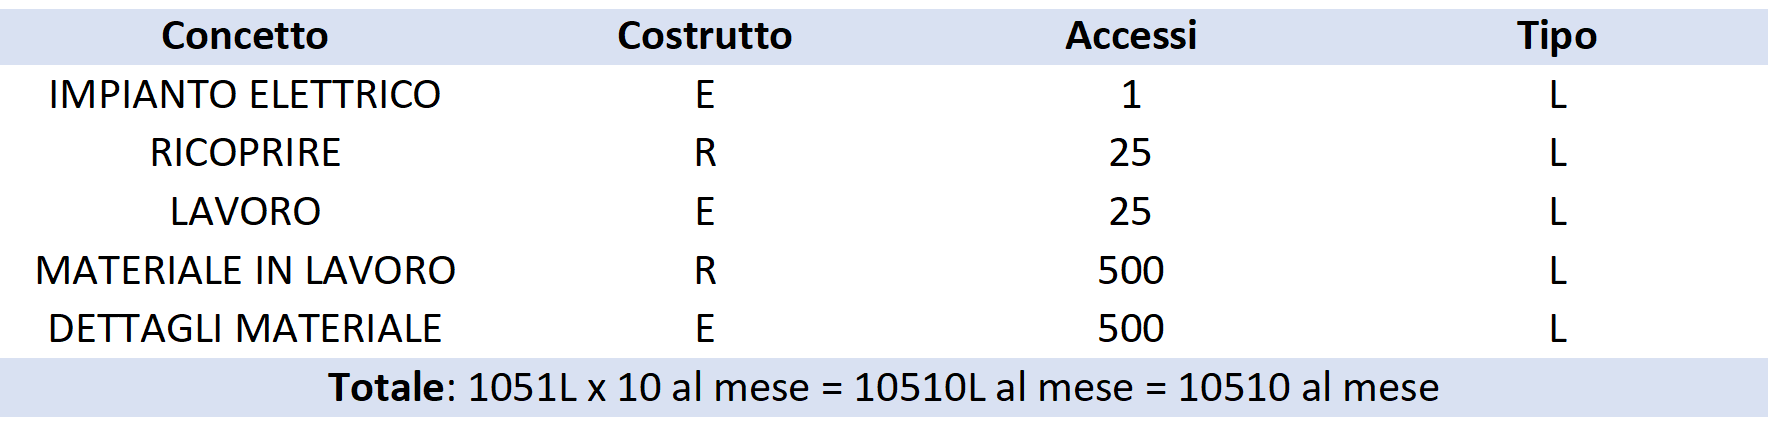 Concetto Costrutto Accessi Tipo
IMPIANTO ELETTRICO E 1 L
RICOPRIRE R 25 L
LAVORO E 25 L
MATERIALE IN LAVORO R 500 L
DETTAGLI MATERIALE E 500 L
Totale: 1051L x 10 al mese = 10510L al mese = 10510 al mese